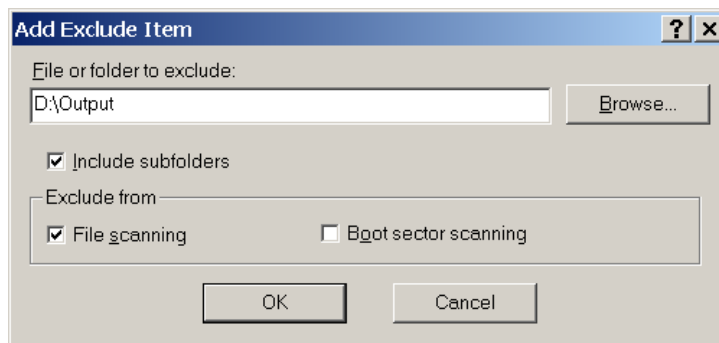 Add Exclude Item
File or folder to exclude:
D:\Output
Browse...
Include subfolders
Exclude from
File scanning
Boot sector scanning
OK
Cancel